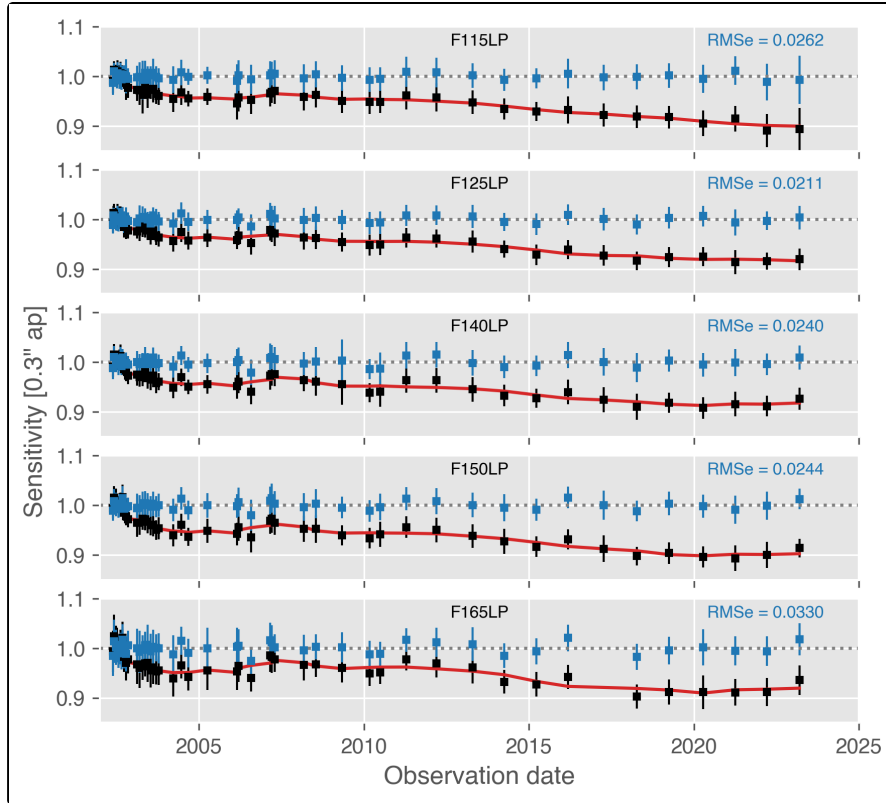 1.1
F115LP RMSe = 0.0262
1.0
0.9
1.1
F125LP RMSe = 0.0211
1.0
0.9
1.1
F140LP RMSe = 0.0240
1.0
0.9
1.1
F150LP RMSe = 0.0244
1.0
0.9
1.1
F165LP RMSe = 0.0330
1.0
0.9
Sensitivity [0.3" ap]
2005 2010 2015 2020 2025
Observation date